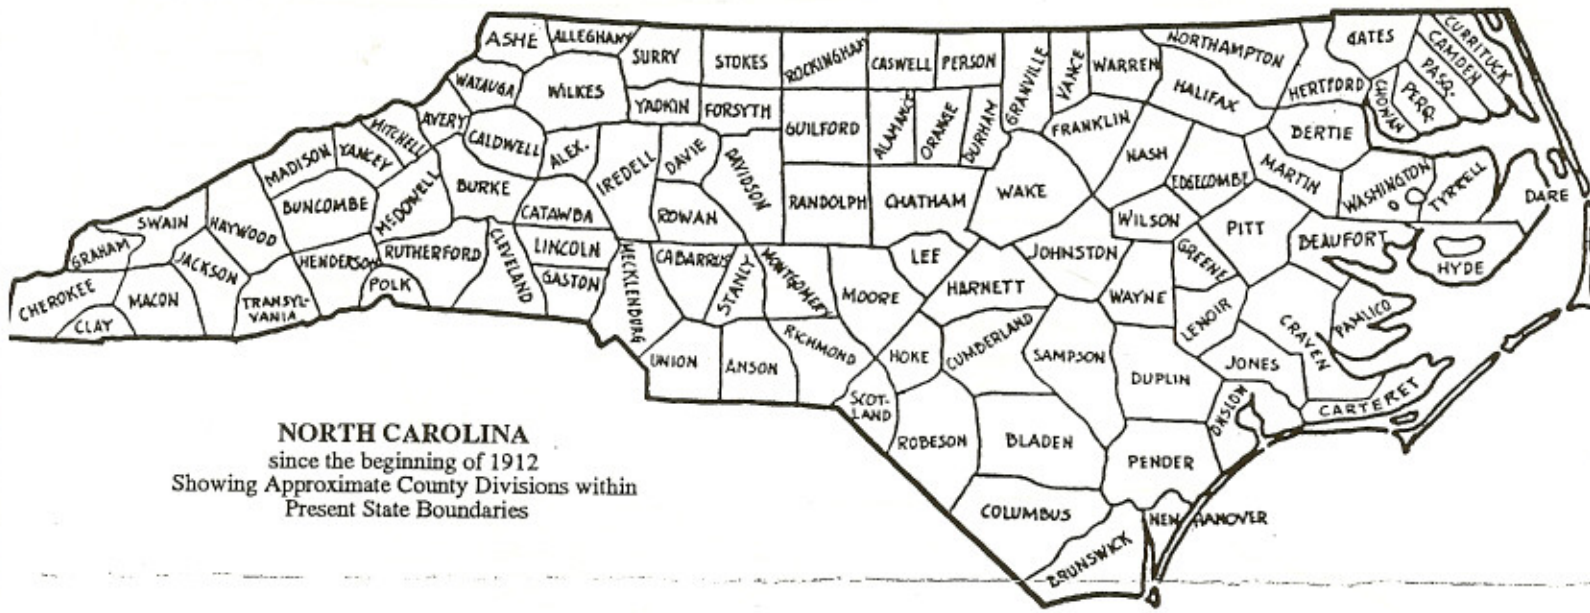 ASHE
ALLEGHANY
SURRY
STOKES
ROCKINGHAM
CASWELL
PERSON
GRANVILLE
VANCE
WARREN
NORTHAMPTON
GATES
CURRITUCK
CAMDEN
PASQ.
PERQ.
CHOWAN
HERTFORD
HALIFAX
WATAUGA
WILKES
YADKIN
FORSYTH
GUILFORD
ALAMANCE
ORANGE
DURHAM
FRANKLIN
BERTIE
MITCHELL
AVERY
CALDWELL
ALEX.
IREDELL
DAVIE
DAVIDSON
NASH
EDGECOMBE
MARTIN
WASHINGTON
TYRRELL
DARE
MADISON
YANCEY
MCDOWELL
BURKE
CATAWBA
ROWAN
RANDOLPH
CHATHAM
WAKE
WILSON
PITT
BEAUFORT
HYDE
SWAIN
HAYWOOD
BUNCOMBE
RUTHERFORD
CLEVELAND
LINCOLN
GASTON
MECKLENBURG
CABARRUS
STANLY
MONTGOMERY
MOORE
LEE
HARNETT
JOHNSTON
WAYNE
GREENE
LENOIR
CRAVEN
PAMLICO
GRAHAM
CHEROKEE
CLAY
MACON
JACKSON
TRANSYL-
VANIA
HENDERSON
POLK
UNION
ANSON
RICHMOND
HOKE
CUMBERLAND
SAMPSON
DUPLIN
JONES
ONSLOW
CARTERET
SCOT-
LAND
ROBESON
BLADEN
PENDER
COLUMBUS
BRUNSWICK
NEW HANOVER
NORTH CAROLINA
since the beginning of 1912
Showing Approximate County Divisions within
Present State Boundaries